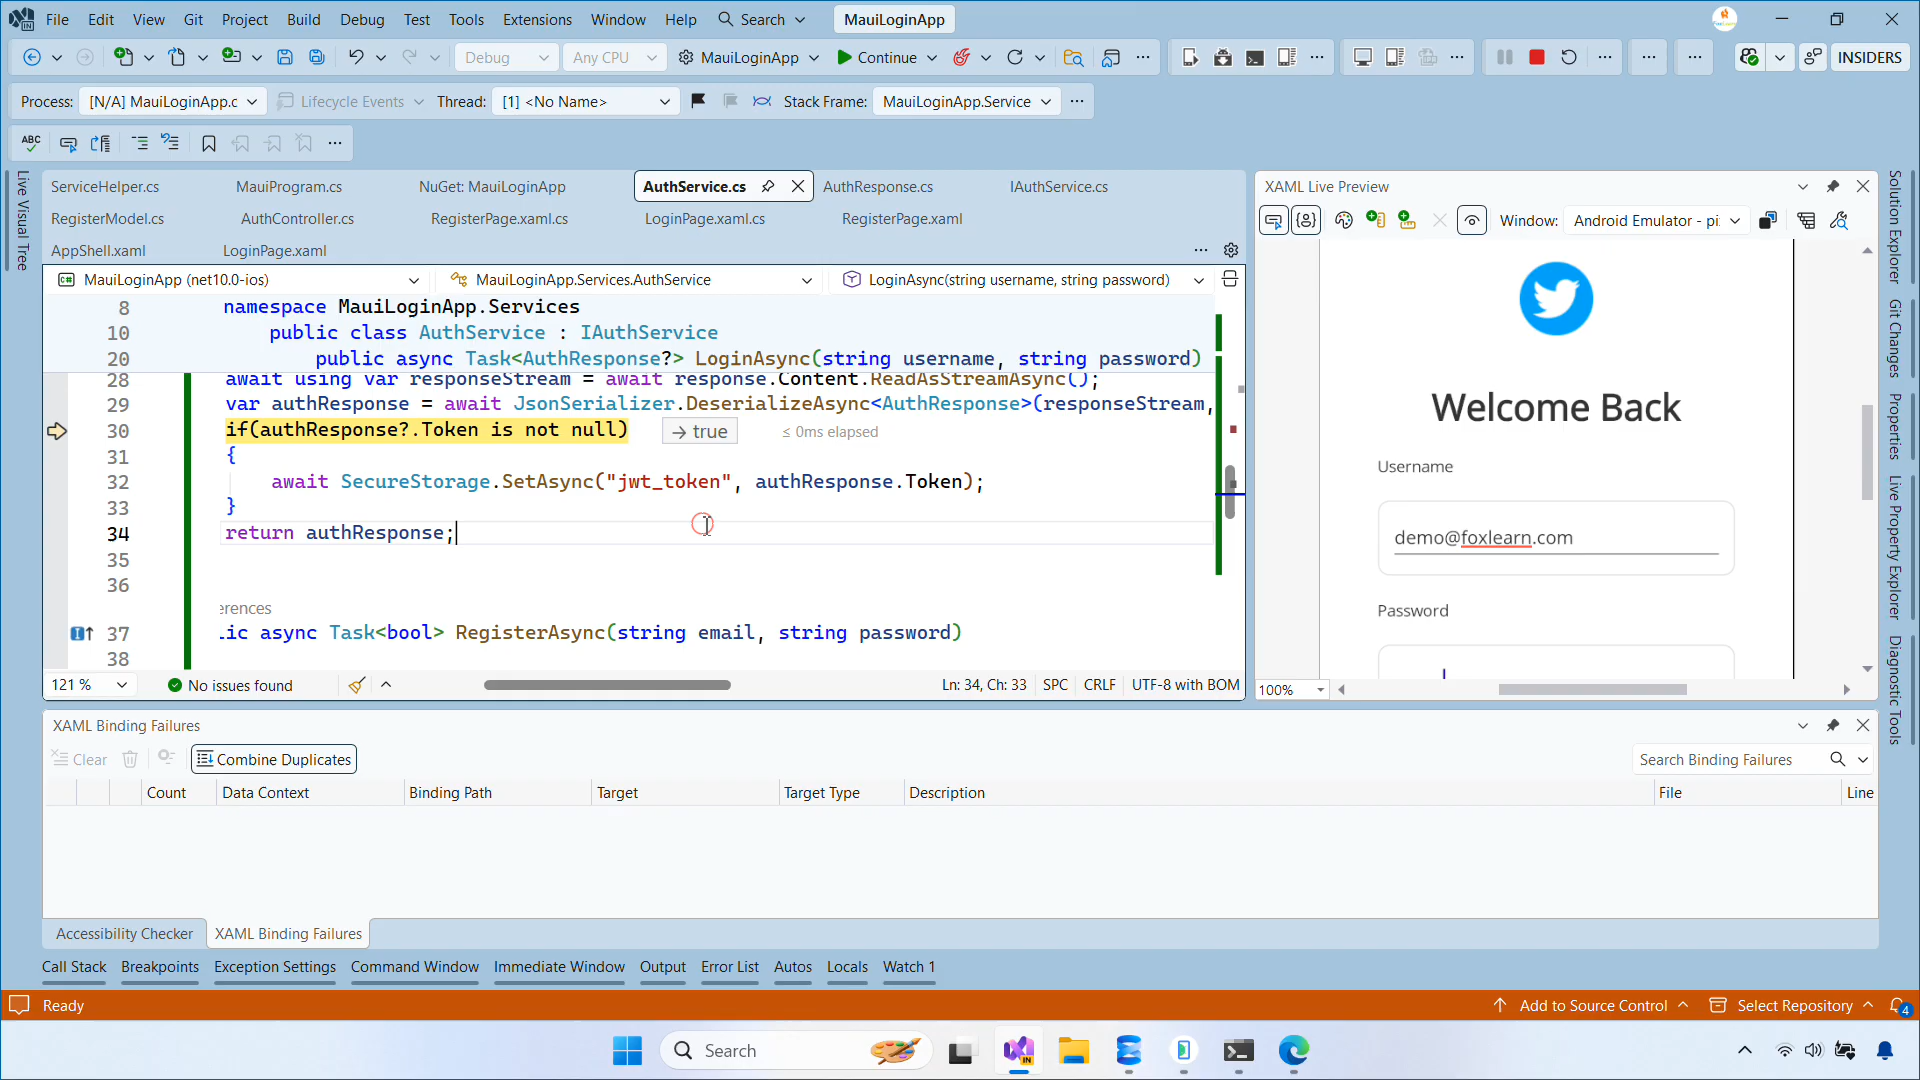 File Edit View Git Project Build Debug Test Tools Extensions Window Help Search MauiLoginApp
Debug Any CPU MauiLoginApp Continue INSIDERS
Process: [N/A] MauiLoginApp.c Lifecycle Events Thread: [1] <No Name> Stack Frame: MauiLoginApp.Service
ABC
ServiceHelper.cs MauiProgram.cs NuGet: MauiLoginApp AuthService.cs AuthResponse.cs IAuthService.cs
RegisterModel.cs AuthController.cs RegisterPage.xaml.cs LoginPage.xaml.cs RegisterPage.xaml
AppShell.xaml LoginPage.xaml
Live Visual Tree
MauiLoginApp (net10.0-ios) MauiLoginApp.Services.AuthService LoginAsync(string username, string password)
8 namespace MauiLoginApp.Services
10 public class AuthService : IAuthService
20 public async Task<AuthResponse?> LoginAsync(string username, string password)
28 await using var responseStream = await response.Content.ReadAsStreamAsync();
29 var authResponse = await JsonSerializer.DeserializeAsync<AuthResponse>(responseStream,
30 if(authResponse?.Token is not null) → true ≤ 0ms elapsed
31 {
32 await SecureStorage.SetAsync("jwt_token", authResponse.Token);
33 }
34 return authResponse;
35
36
erences
37 lic async Task<bool> RegisterAsync(string email, string password)
38
121 % No issues found Ln: 34, Ch: 33 SPC CRLF UTF-8 with BOM
XAML Live Preview
Window: Android Emulator - pi
Welcome Back
Username
demo@foxlearn.com
Password
100%
Solution Explorer
Git Changes
Properties
Live Property Explorer
Diagnostic Tools
XAML Binding Failures
Clear Combine Duplicates Search Binding Failures
Count Data Context Binding Path Target Target Type Description File Line
Accessibility Checker XAML Binding Failures
Call Stack Breakpoints Exception Settings Command Window Immediate Window Output Error List Autos Locals Watch 1
Ready Add to Source Control Select Repository 4
Search